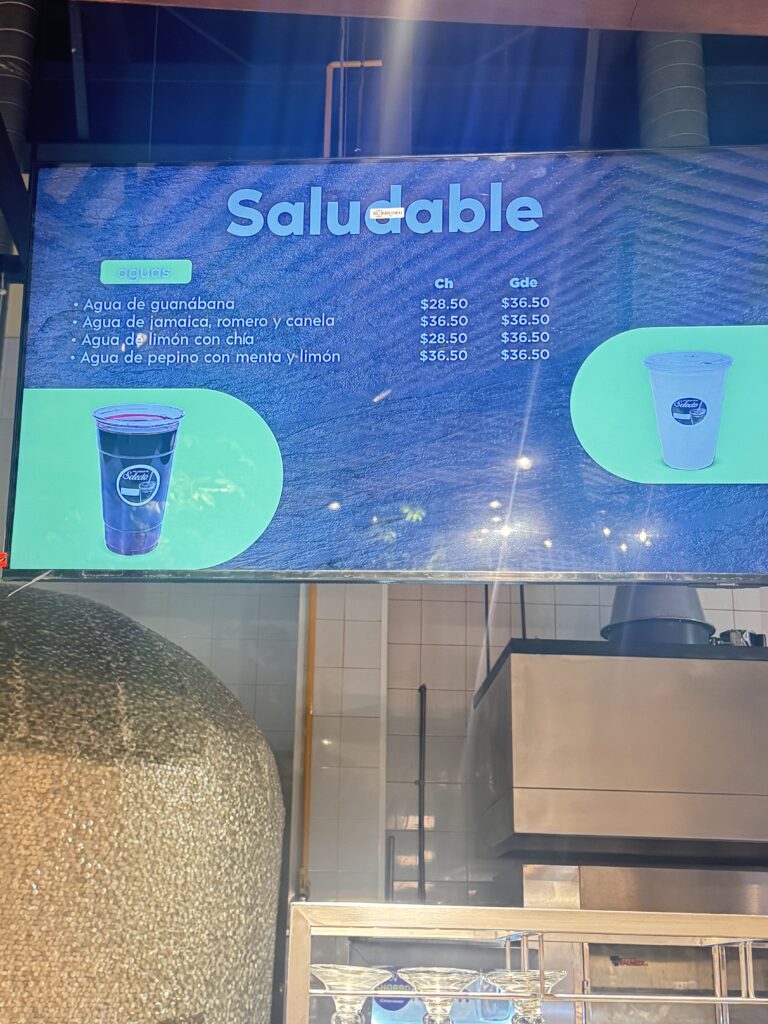 Saludable
aguas
Ch Gde
• Agua de guanábana $28.50 $36.50
• Agua de jamaica, romero y canela $36.50 $36.50
• Agua de limón con chía $28.50 $36.50
• Agua de pepino con menta y limón $36.50 $36.50
Selecto
Selecto